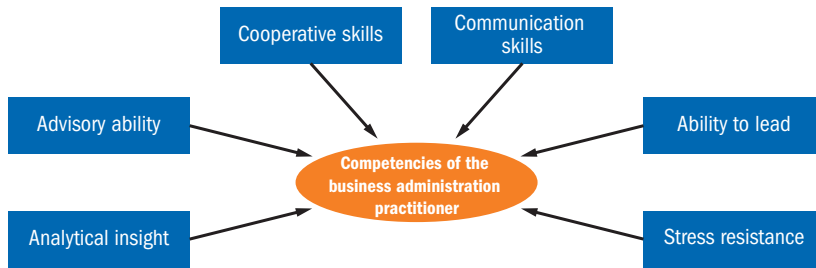 Cooperative skills
Communication
skills
Advisory ability
Ability to lead
Competencies of the
business administration
practitioner
Analytical insight
Stress resistance